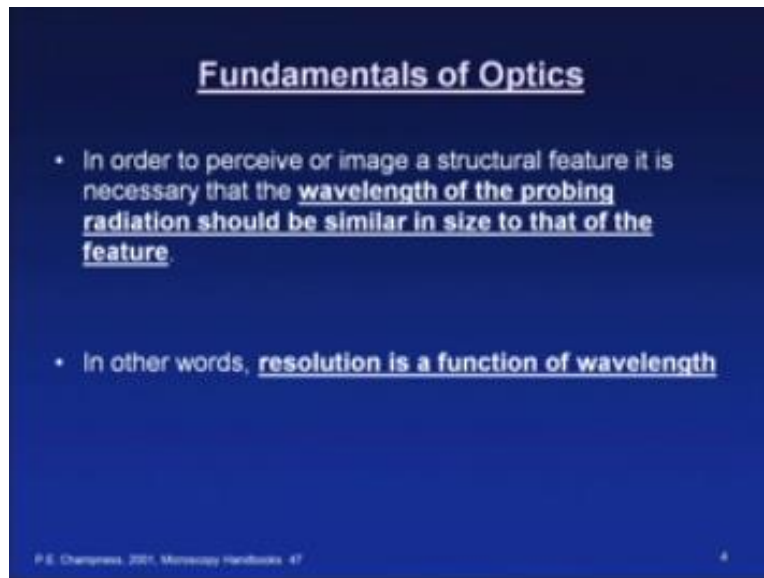 Fundamentals of Optics
• In order to perceive or image a structural feature it is
necessary that the wavelength of the probing
radiation should be similar in size to that of the
feature.
• In other words, resolution is a function of wavelength
P.E. Champness, 2001, Microscopy Handbooks 47
4